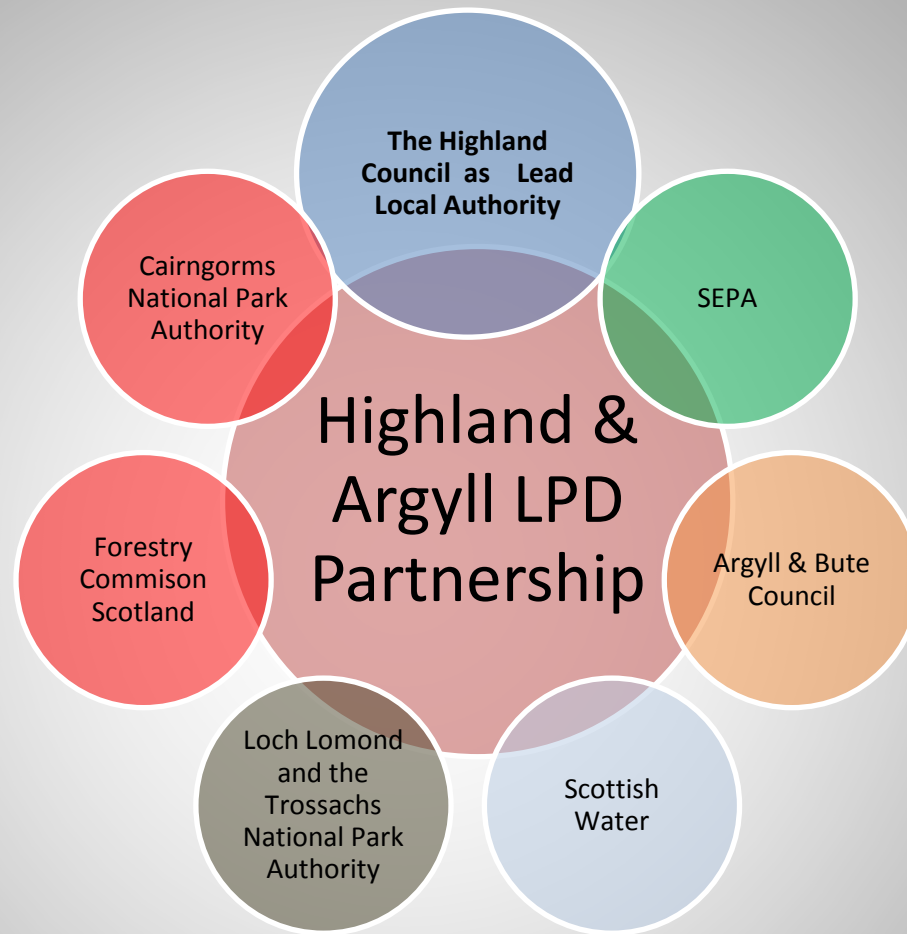 The Highland
Council as Lead
Local Authority
SEPA
Argyll & Bute
Council
Scottish
Water
Loch Lomond
and the
Trossachs
National Park
Authority
Forestry
Commison
Scotland
Cairngorms
National Park
Authority
Highland &
Argyll LPD
Partnership